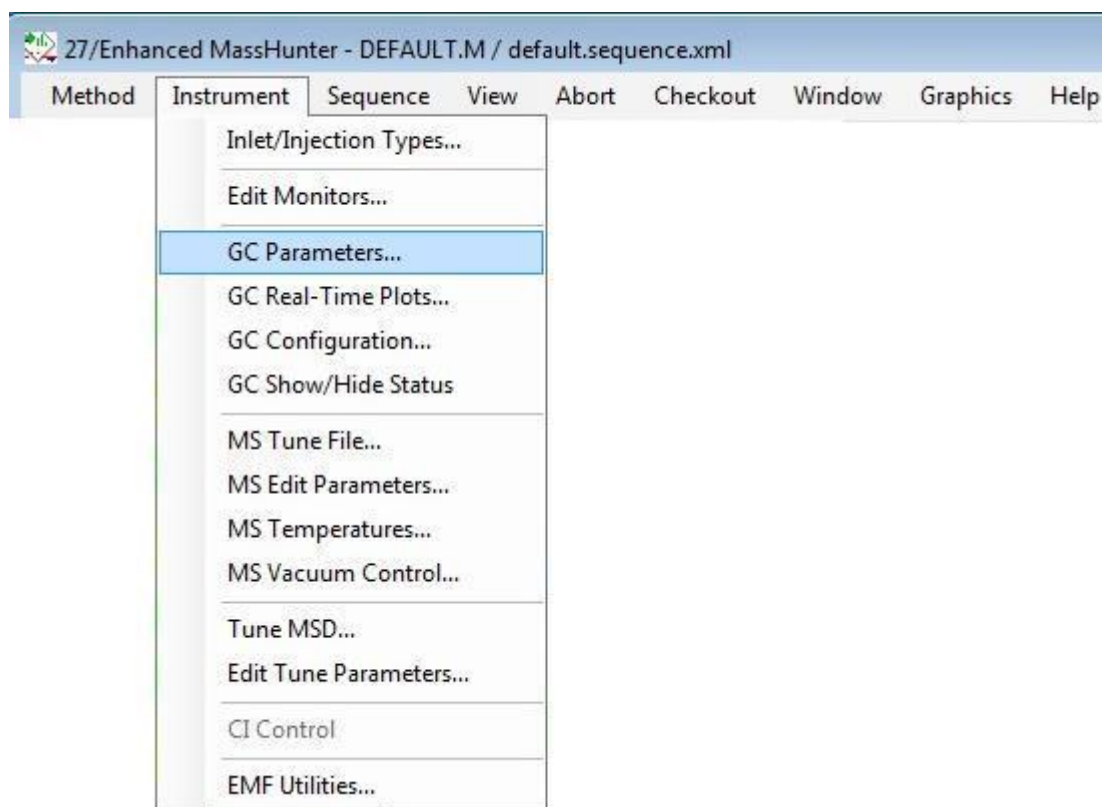 27/Enhanced MassHunter - DEFAULT.M / default.sequence.xml
Method Instrument Sequence View Abort Checkout Window Graphics Help
Inlet/Injection Types...
Edit Monitors...
GC Parameters...
GC Real-Time Plots...
GC Configuration...
GC Show/Hide Status
MS Tune File...
MS Edit Parameters...
MS Temperatures...
MS Vacuum Control...
Tune MSD...
Edit Tune Parameters...
CI Control
EMF Utilities...